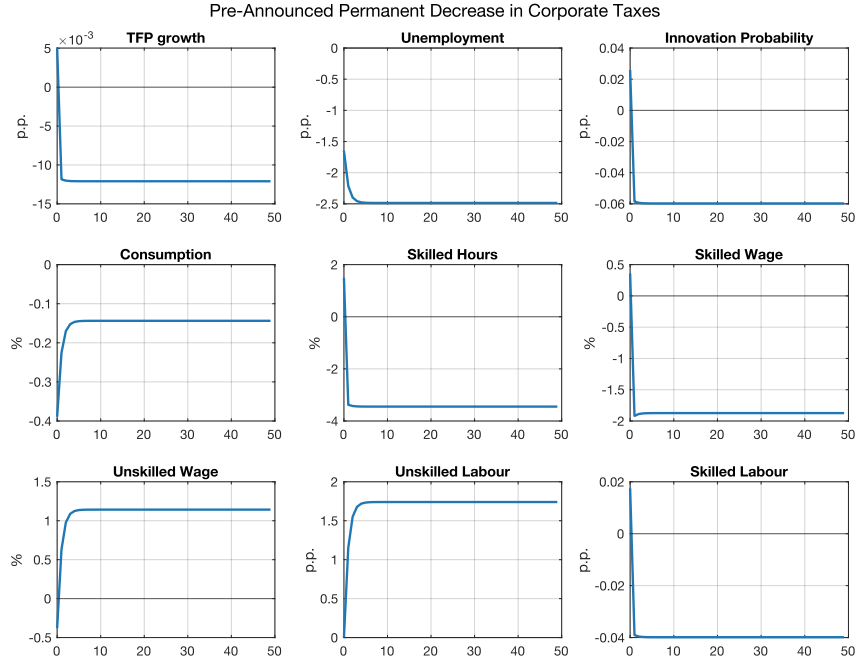 Pre-Announced Permanent Decrease in Corporate Taxes
×10⁻³ TFP growth
p.p.
5
0
-5
-10
-15
0 10 20 30 40 50
Unemployment
p.p.
0
-0.5
-1
-1.5
-2
-2.5
0 10 20 30 40 50
Innovation Probability
p.p.
0.04
0.02
0
-0.02
-0.04
-0.06
0 10 20 30 40 50
Consumption
%
0
-0.1
-0.2
-0.3
-0.4
0 10 20 30 40 50
Skilled Hours
%
2
0
-2
-4
0 10 20 30 40 50
Skilled Wage
%
0.5
0
-0.5
-1
-1.5
-2
0 10 20 30 40 50
Unskilled Wage
%
1.5
1
0.5
0
-0.5
0 10 20 30 40 50
Unskilled Labour
p.p.
2
1.5
1
0.5
0
0 10 20 30 40 50
Skilled Labour
p.p.
0.02
0
-0.02
-0.04
0 10 20 30 40 50